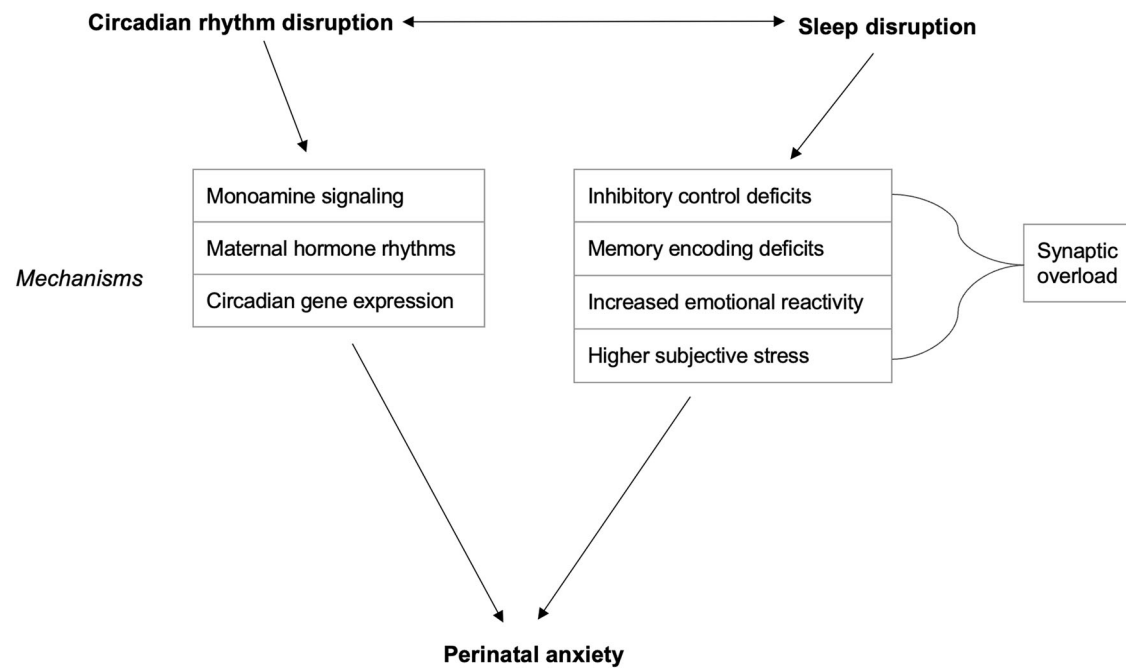 Circadian rhythm disruption
Sleep disruption
Mechanisms
Monoamine signaling
Maternal hormone rhythms
Circadian gene expression
Inhibitory control deficits
Memory encoding deficits
Increased emotional reactivity
Higher subjective stress
Synaptic
overload
Perinatal anxiety